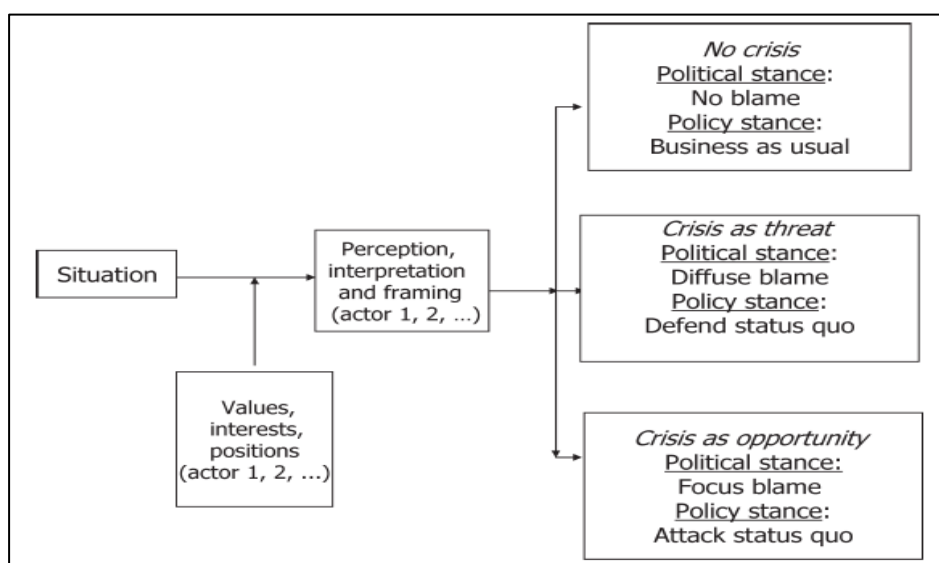 Situation
Values,
interests,
positions
(actor 1, 2, ...)
Perception,
interpretation
and framing
(actor 1, 2, ...)
No crisis
Political stance:
No blame
Policy stance:
Business as usual
Crisis as threat
Political stance:
Diffuse blame
Policy stance:
Defend status quo
Crisis as opportunity
Political stance:
Focus blame
Policy stance:
Attack status quo